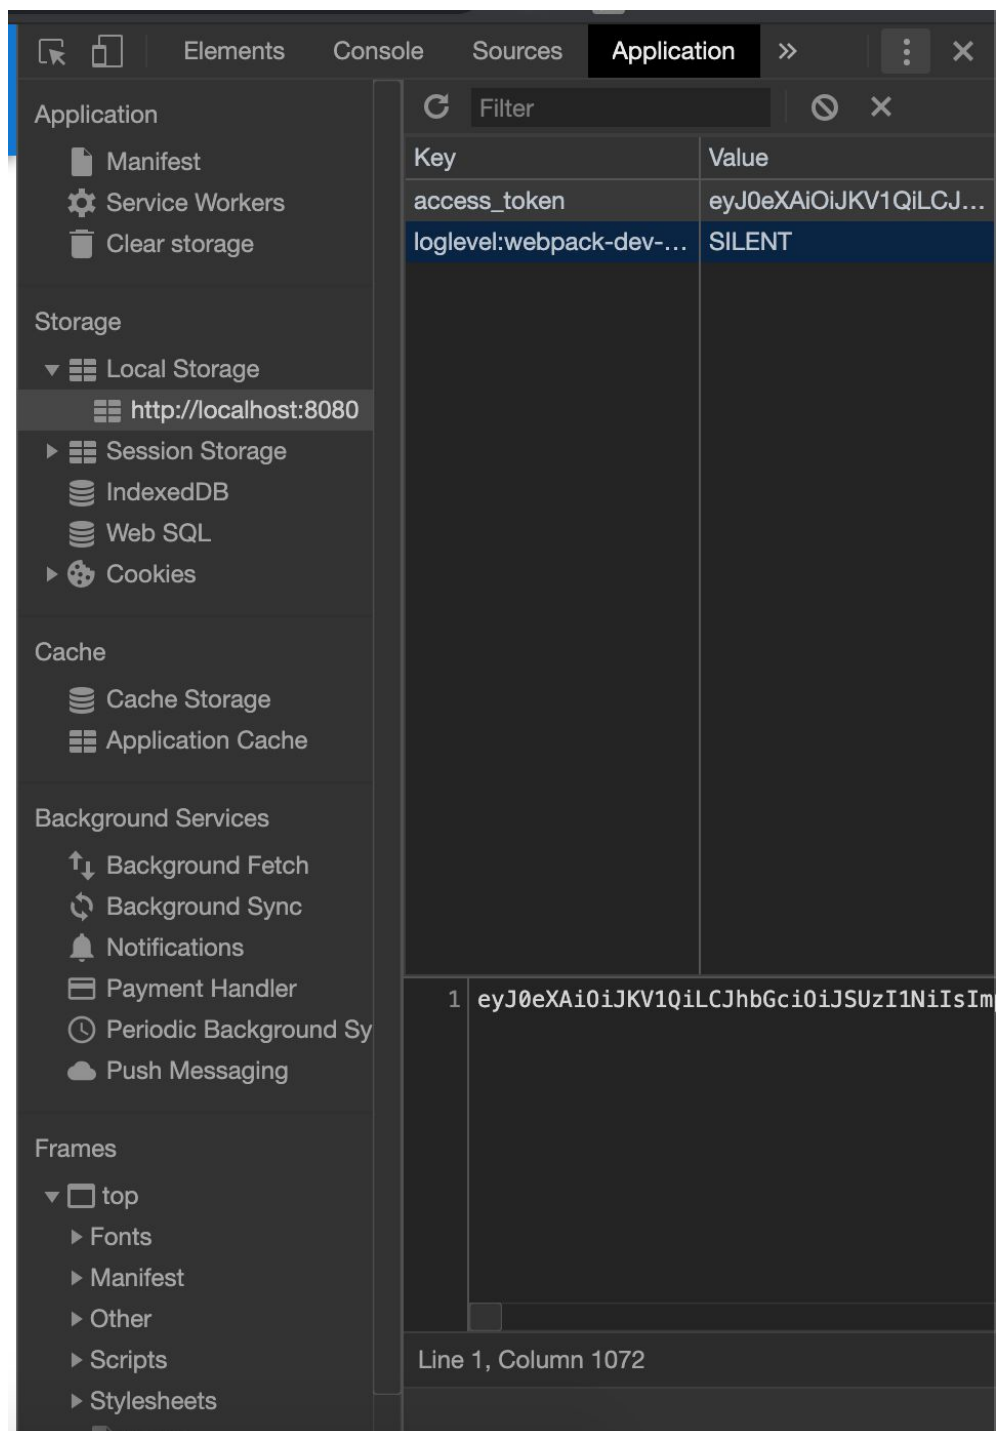 Elements Console Sources Application »
Application
Manifest
Service Workers
Clear storage
Storage
Local Storage
http://localhost:8080
Session Storage
IndexedDB
Web SQL
Cookies
Cache
Cache Storage
Application Cache
Background Services
Background Fetch
Background Sync
Notifications
Payment Handler
Periodic Background Sy
Push Messaging
Frames
top
Fonts
Manifest
Other
Scripts
Stylesheets
Filter
Key Value
access_token eyJ0eXAiOiJKV1QiLCJ...
loglevel:webpack-dev-... SILENT
1 eyJ0eXAiOiJKV1QiLCJhbGciOiJSUzI1NiIsImp
Line 1, Column 1072